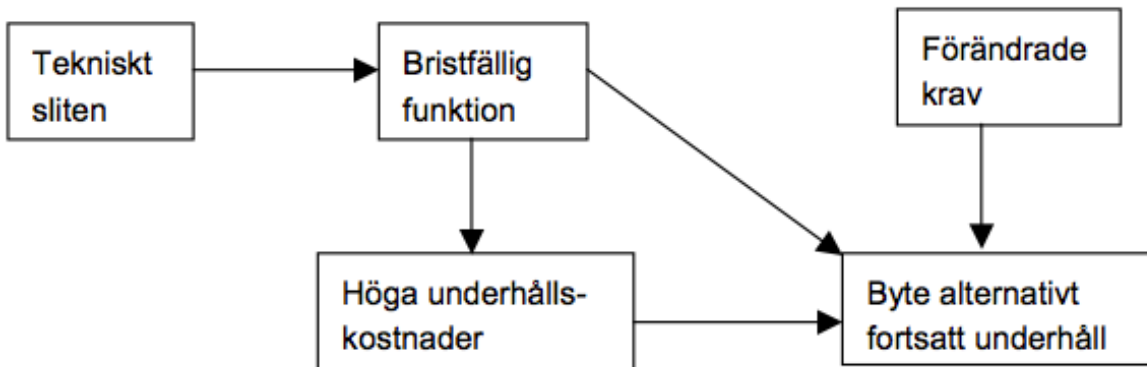 Tekniskt
sliten
Bristfällig
funktion
Förändrade
krav
Höga underhålls-
kostnader
Byte alternativt
fortsatt underhåll